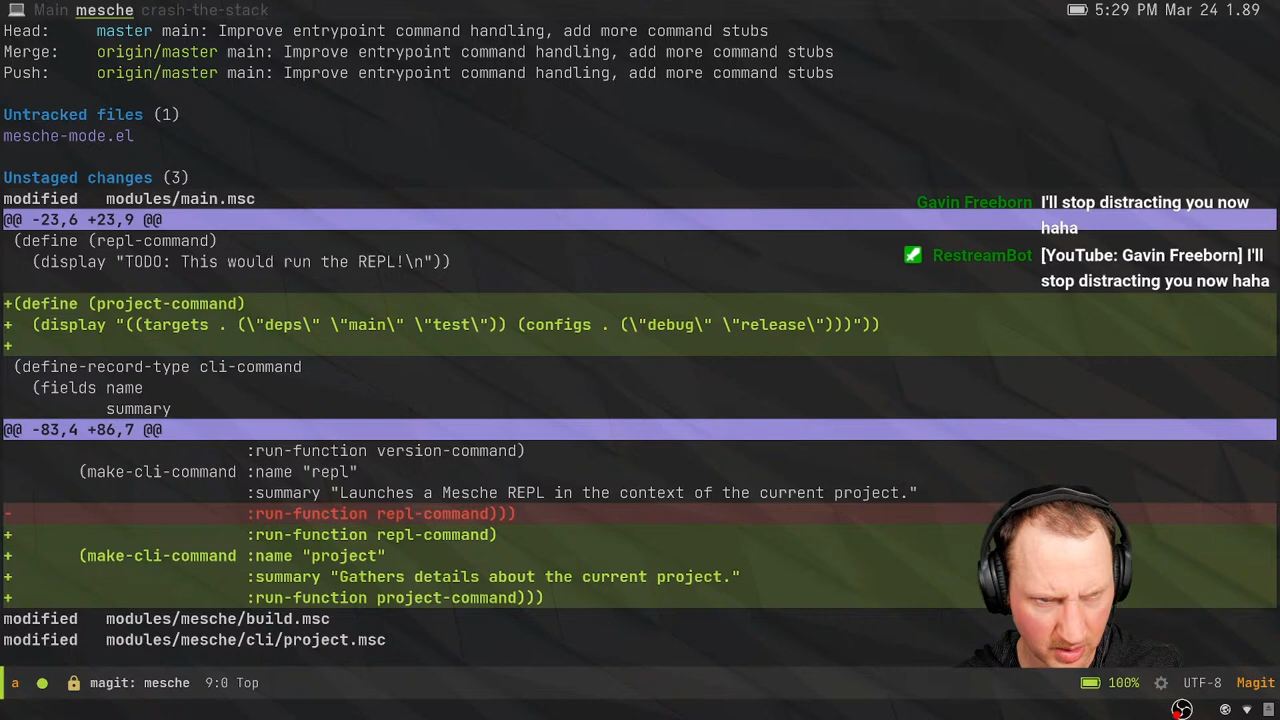 Main mesche crash-the-stack 5:29 PM Mar 24 1.89
Head: master main: Improve entrypoint command handling, add more command stubs
Merge: origin/master main: Improve entrypoint command handling, add more command stubs
Push: origin/master main: Improve entrypoint command handling, add more command stubs
Untracked files (1)
mesche-mode.el
Unstaged changes (3)
modified modules/main.msc
@@ -23,6 +23,9 @@
(define (repl-command)
(display "TODO: This would run the REPL!\n"))
+(define (project-command)
+ (display "((targets . (\"deps\" \"main\" \"test\")) (configs . (\"debug\" \"release\")))"))
+
(define-record-type cli-command
(fields name
summary
@@ -83,4 +86,7 @@
:run-function version-command)
(make-cli-command :name "repl"
:summary "Launches a Mesche REPL in the context of the current project."
- :run-function repl-command)))
+ :run-function repl-command)
+ (make-cli-command :name "project"
+ :summary "Gathers details about the current project."
+ :run-function project-command)))
modified modules/mesche/build.msc
modified modules/mesche/cli/project.msc
Gavin Freeborn I'll stop distracting you now
haha
RestreamBot [YouTube: Gavin Freeborn] I'll
stop distracting you now haha
a magit: mesche 9:0 Top 100% UTF-8 Magit